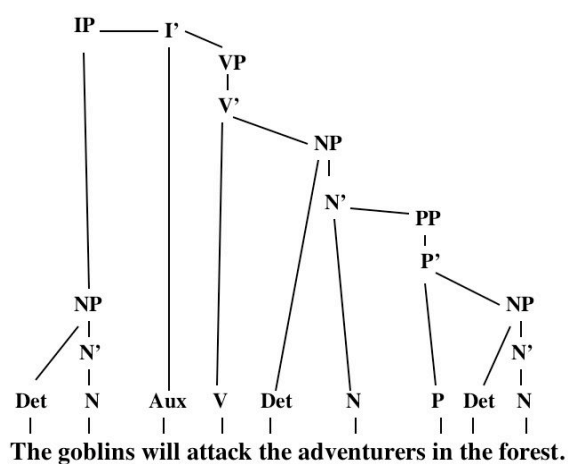 IP I’
VP
V’
NP
N’ PP
P’
NP NP
N’ N’
Det N Aux V Det N P Det N
The goblins will attack the adventurers in the forest.